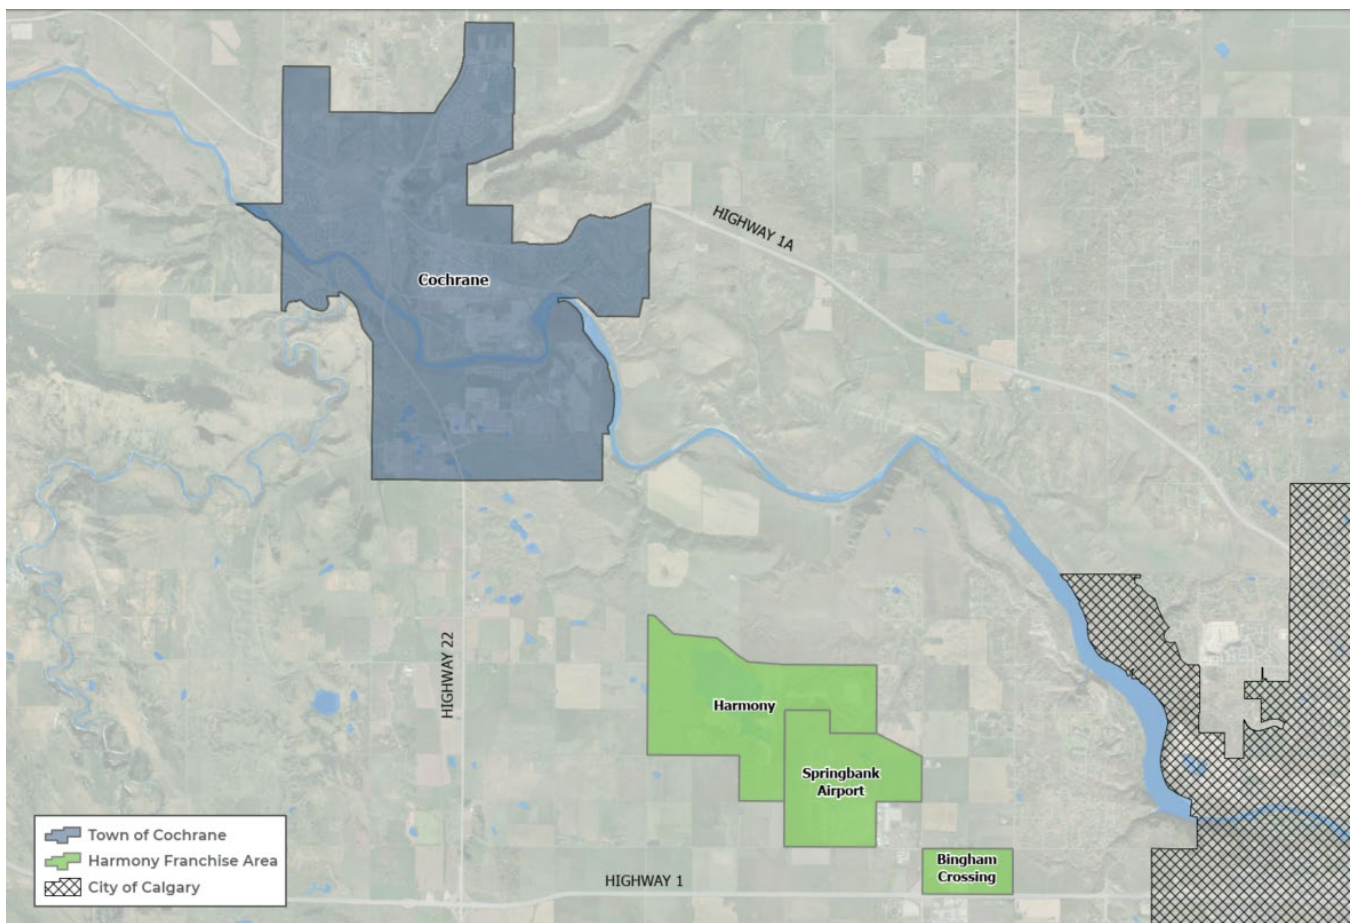 HIGHWAY 1A
Cochrane
HIGHWAY 22
Harmony
Springbank
Airport
Bingham
Crossing
HIGHWAY 1
Town of Cochrane
Harmony Franchise Area
City of Calgary